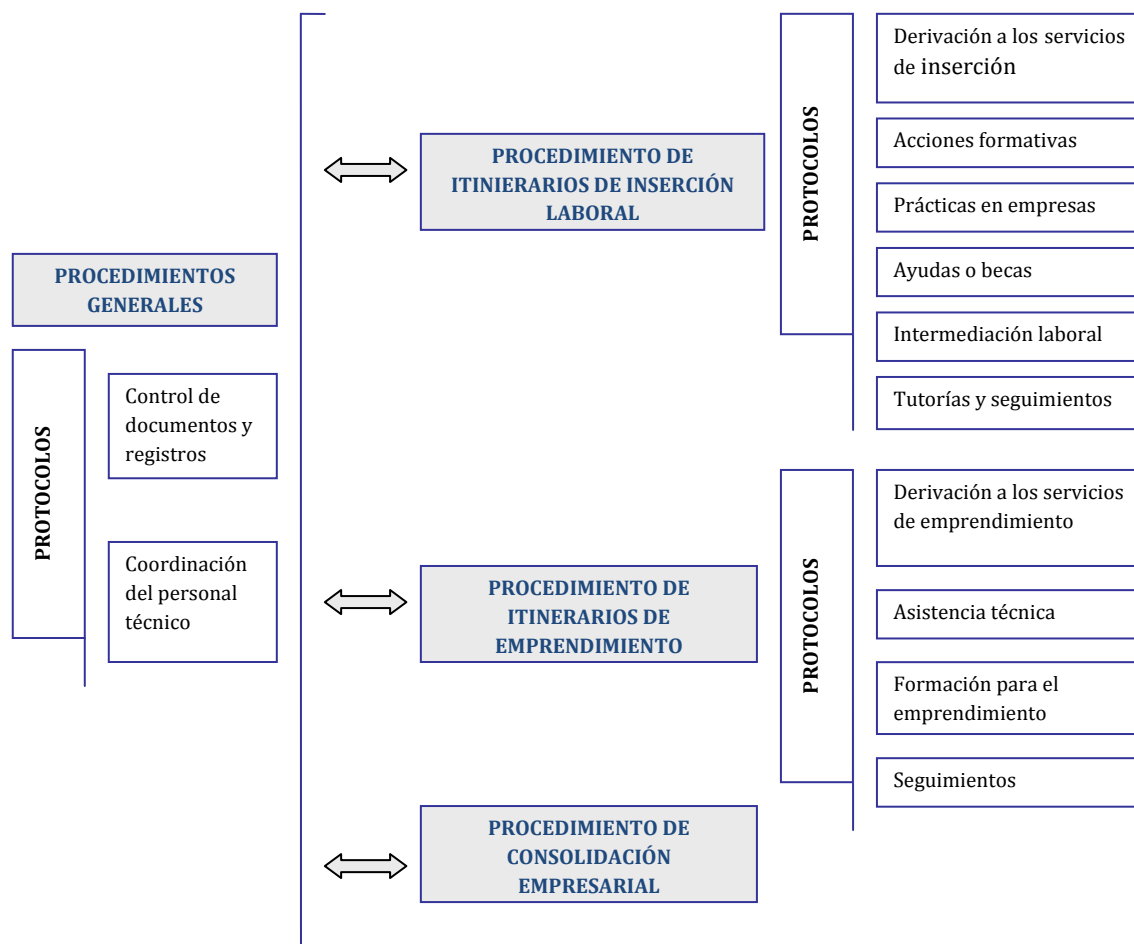 PROCEDIMIENTOS
GENERALES
PROTOCOLOS
Control de
documentos y
registros
Coordinación
del personal
técnico
PROCEDIMIENTO DE
ITINIERARIOS DE INSERCIÓN
LABORAL
PROTOCOLOS
Derivación a los servicios
de inserción
Acciones formativas
Prácticas en empresas
Ayudas o becas
Intermediación laboral
Tutorías y seguimientos
PROCEDIMIENTO DE
ITINERARIOS DE
EMPRENDIMIENTO
PROTOCOLOS
Derivación a los servicios
de emprendimiento
Asistencia técnica
Formación para el
emprendimiento
Seguimientos
PROCEDIMIENTO DE
CONSOLIDACIÓN
EMPRESARIAL